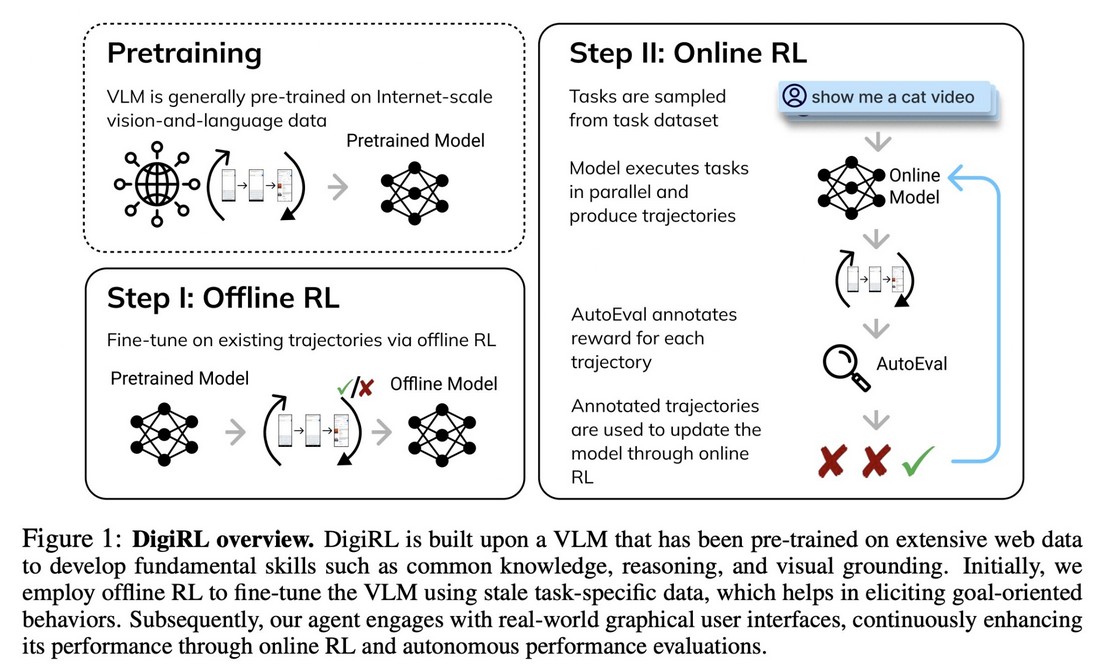 Pretraining
VLM is generally pre-trained on Internet-scale
vision-and-language data
Pretrained Model
Step I: Offline RL
Fine-tune on existing trajectories via offline RL
Pretrained Model
✓/✘
Offline Model
Step II: Online RL
Tasks are sampled
from task dataset
show me a cat video
Model executes tasks
in parallel and
produce trajectories
Online
Model
AutoEval annotates
reward for each
trajectory
AutoEval
Annotated trajectories
are used to update the
model through online
RL
✘ ✘ ✓
Figure 1: DigiRL overview. DigiRL is built upon a VLM that has been pre-trained on extensive web data
to develop fundamental skills such as common knowledge, reasoning, and visual grounding. Initially, we
employ offline RL to fine-tune the VLM using stale task-specific data, which helps in eliciting goal-oriented
behaviors. Subsequently, our agent engages with real-world graphical user interfaces, continuously enhancing
its performance through online RL and autonomous performance evaluations.